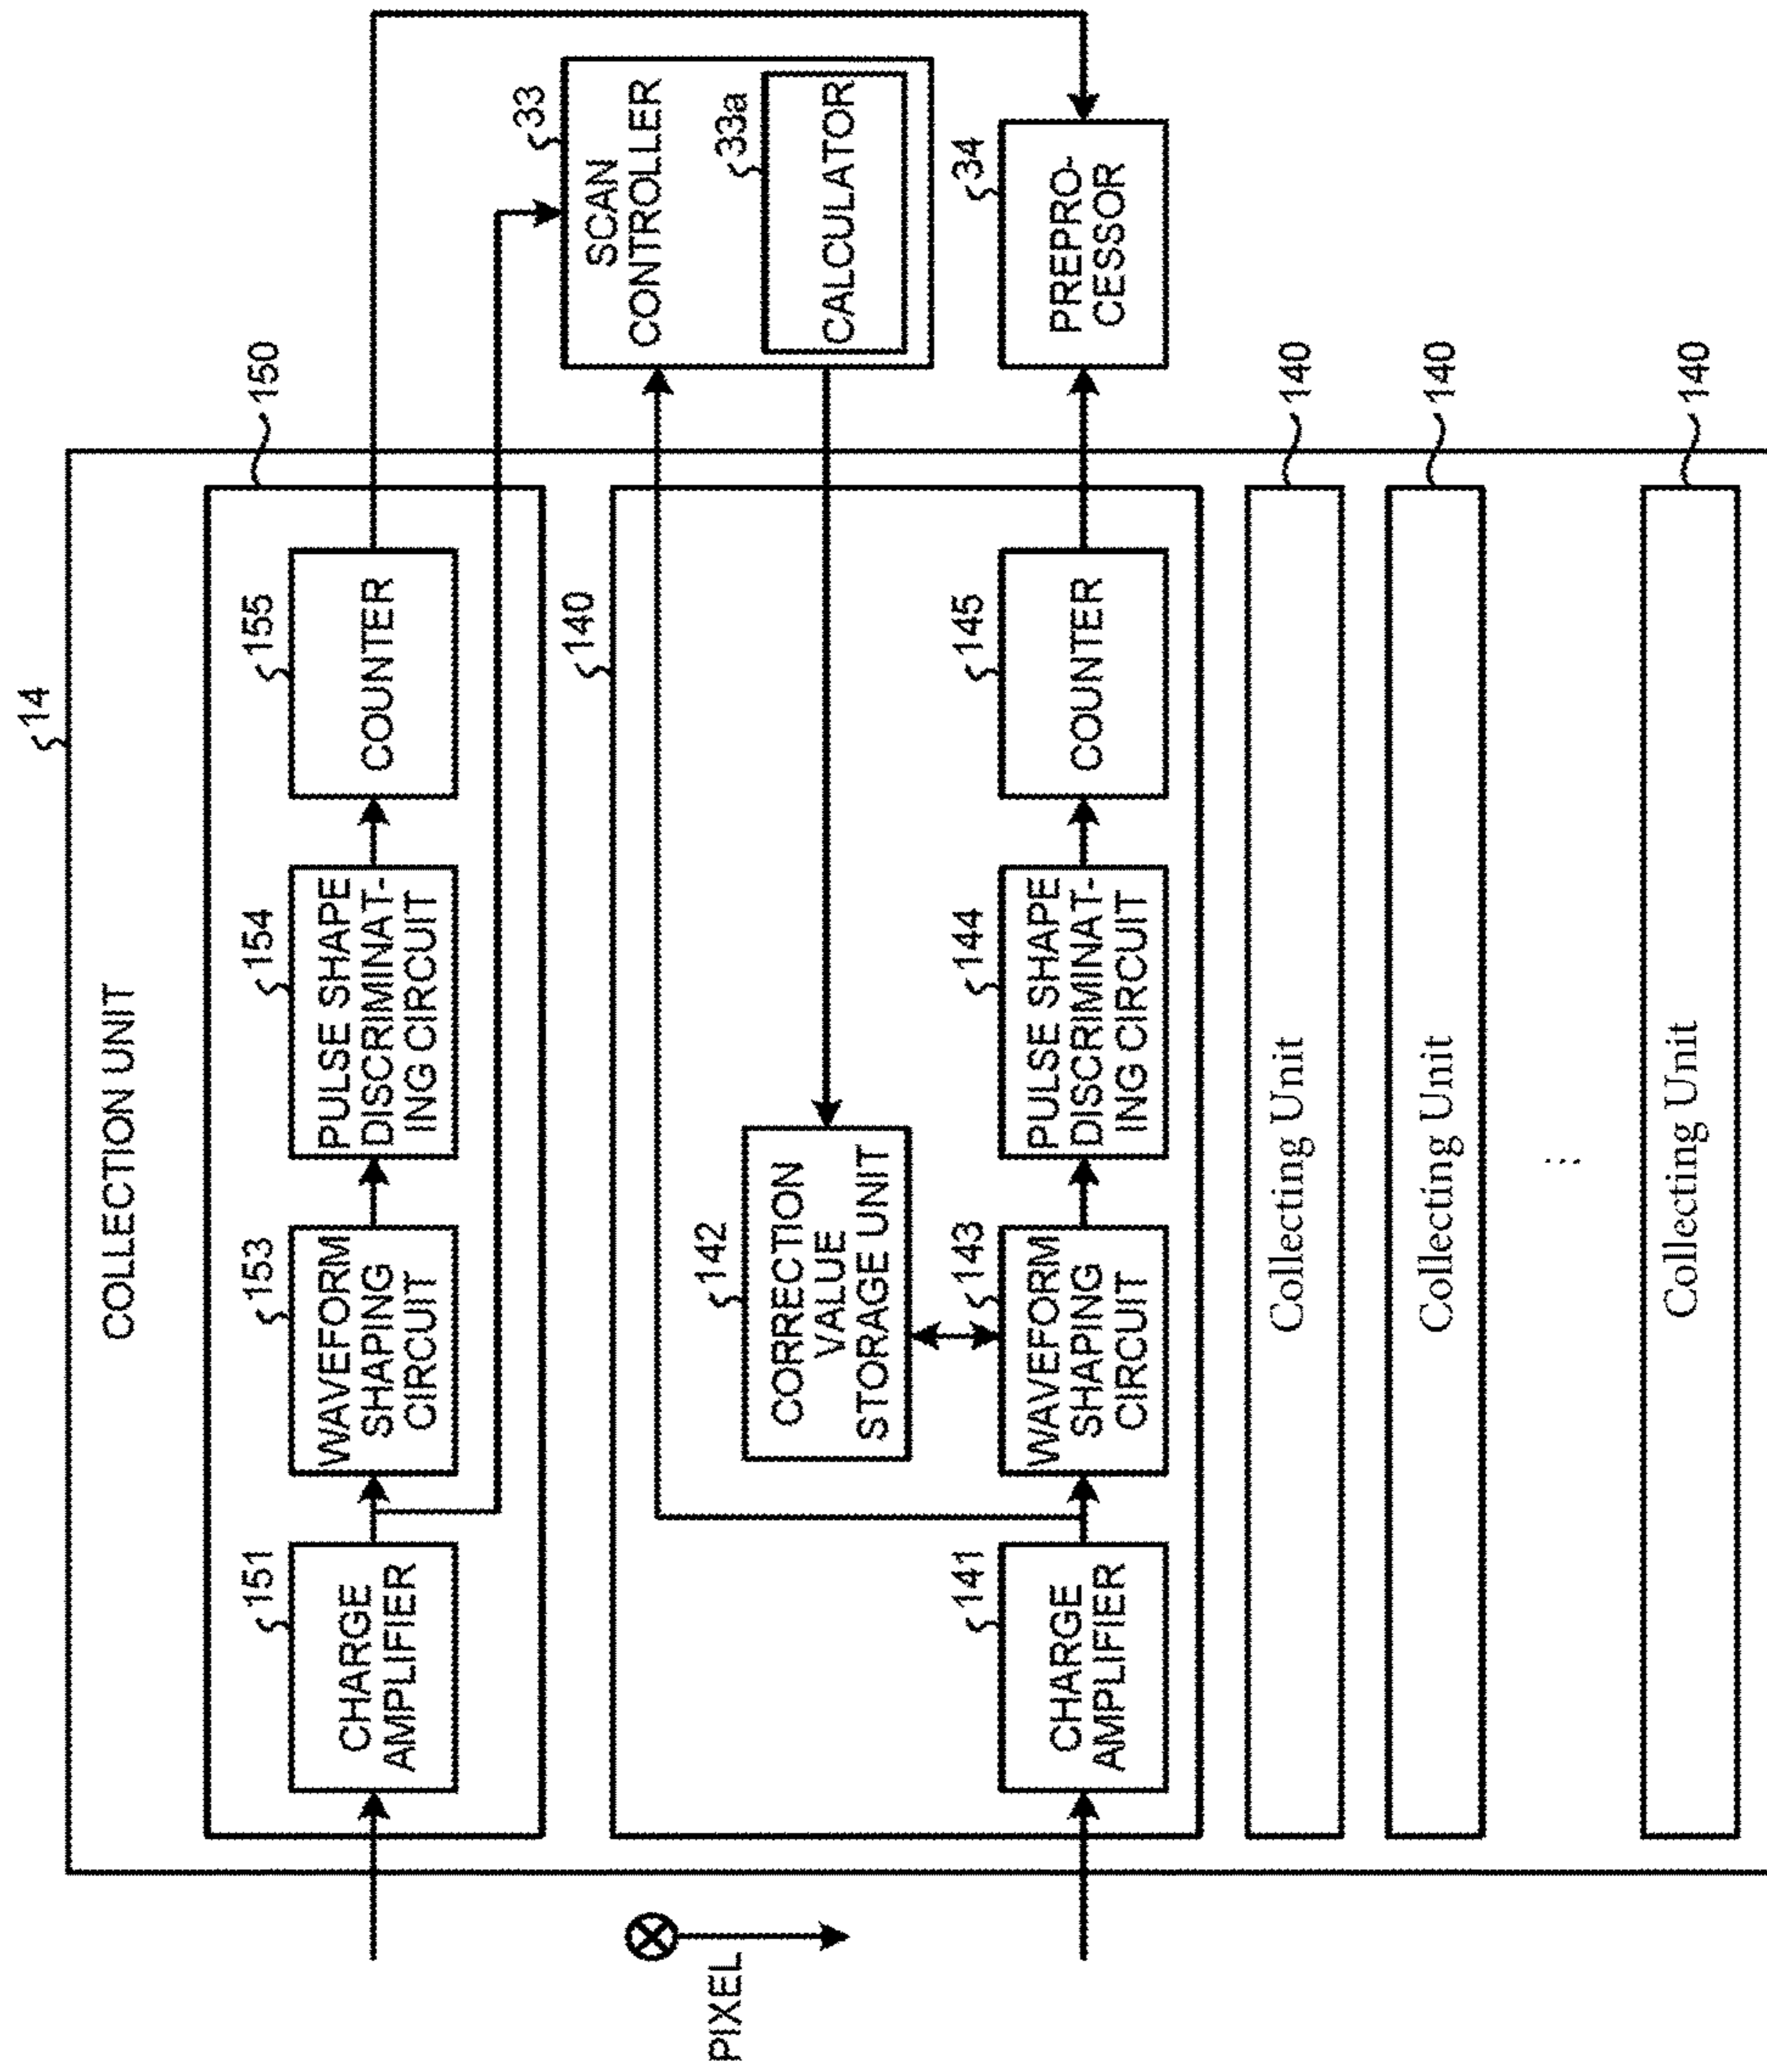 14
COLLECTION UNIT
150
151
CHARGE
AMPLIFIER
153
WAVEFORM
SHAPING
CIRCUIT
154
PULSE SHAPE
DISCRIMINAT-
ING CIRCUIT
155
COUNTER
33
SCAN
CONTROLLER
33a
CALCULATOR
PIXEL
140
142
CORRECTION
VALUE
STORAGE UNIT
141
CHARGE
AMPLIFIER
143
WAVEFORM
SHAPING
CIRCUIT
144
PULSE SHAPE
DISCRIMINAT-
ING CIRCUIT
145
COUNTER
34
PREPRO-
CESSOR
Collecting Unit
140
Collecting Unit
140
...
Collecting Unit
140